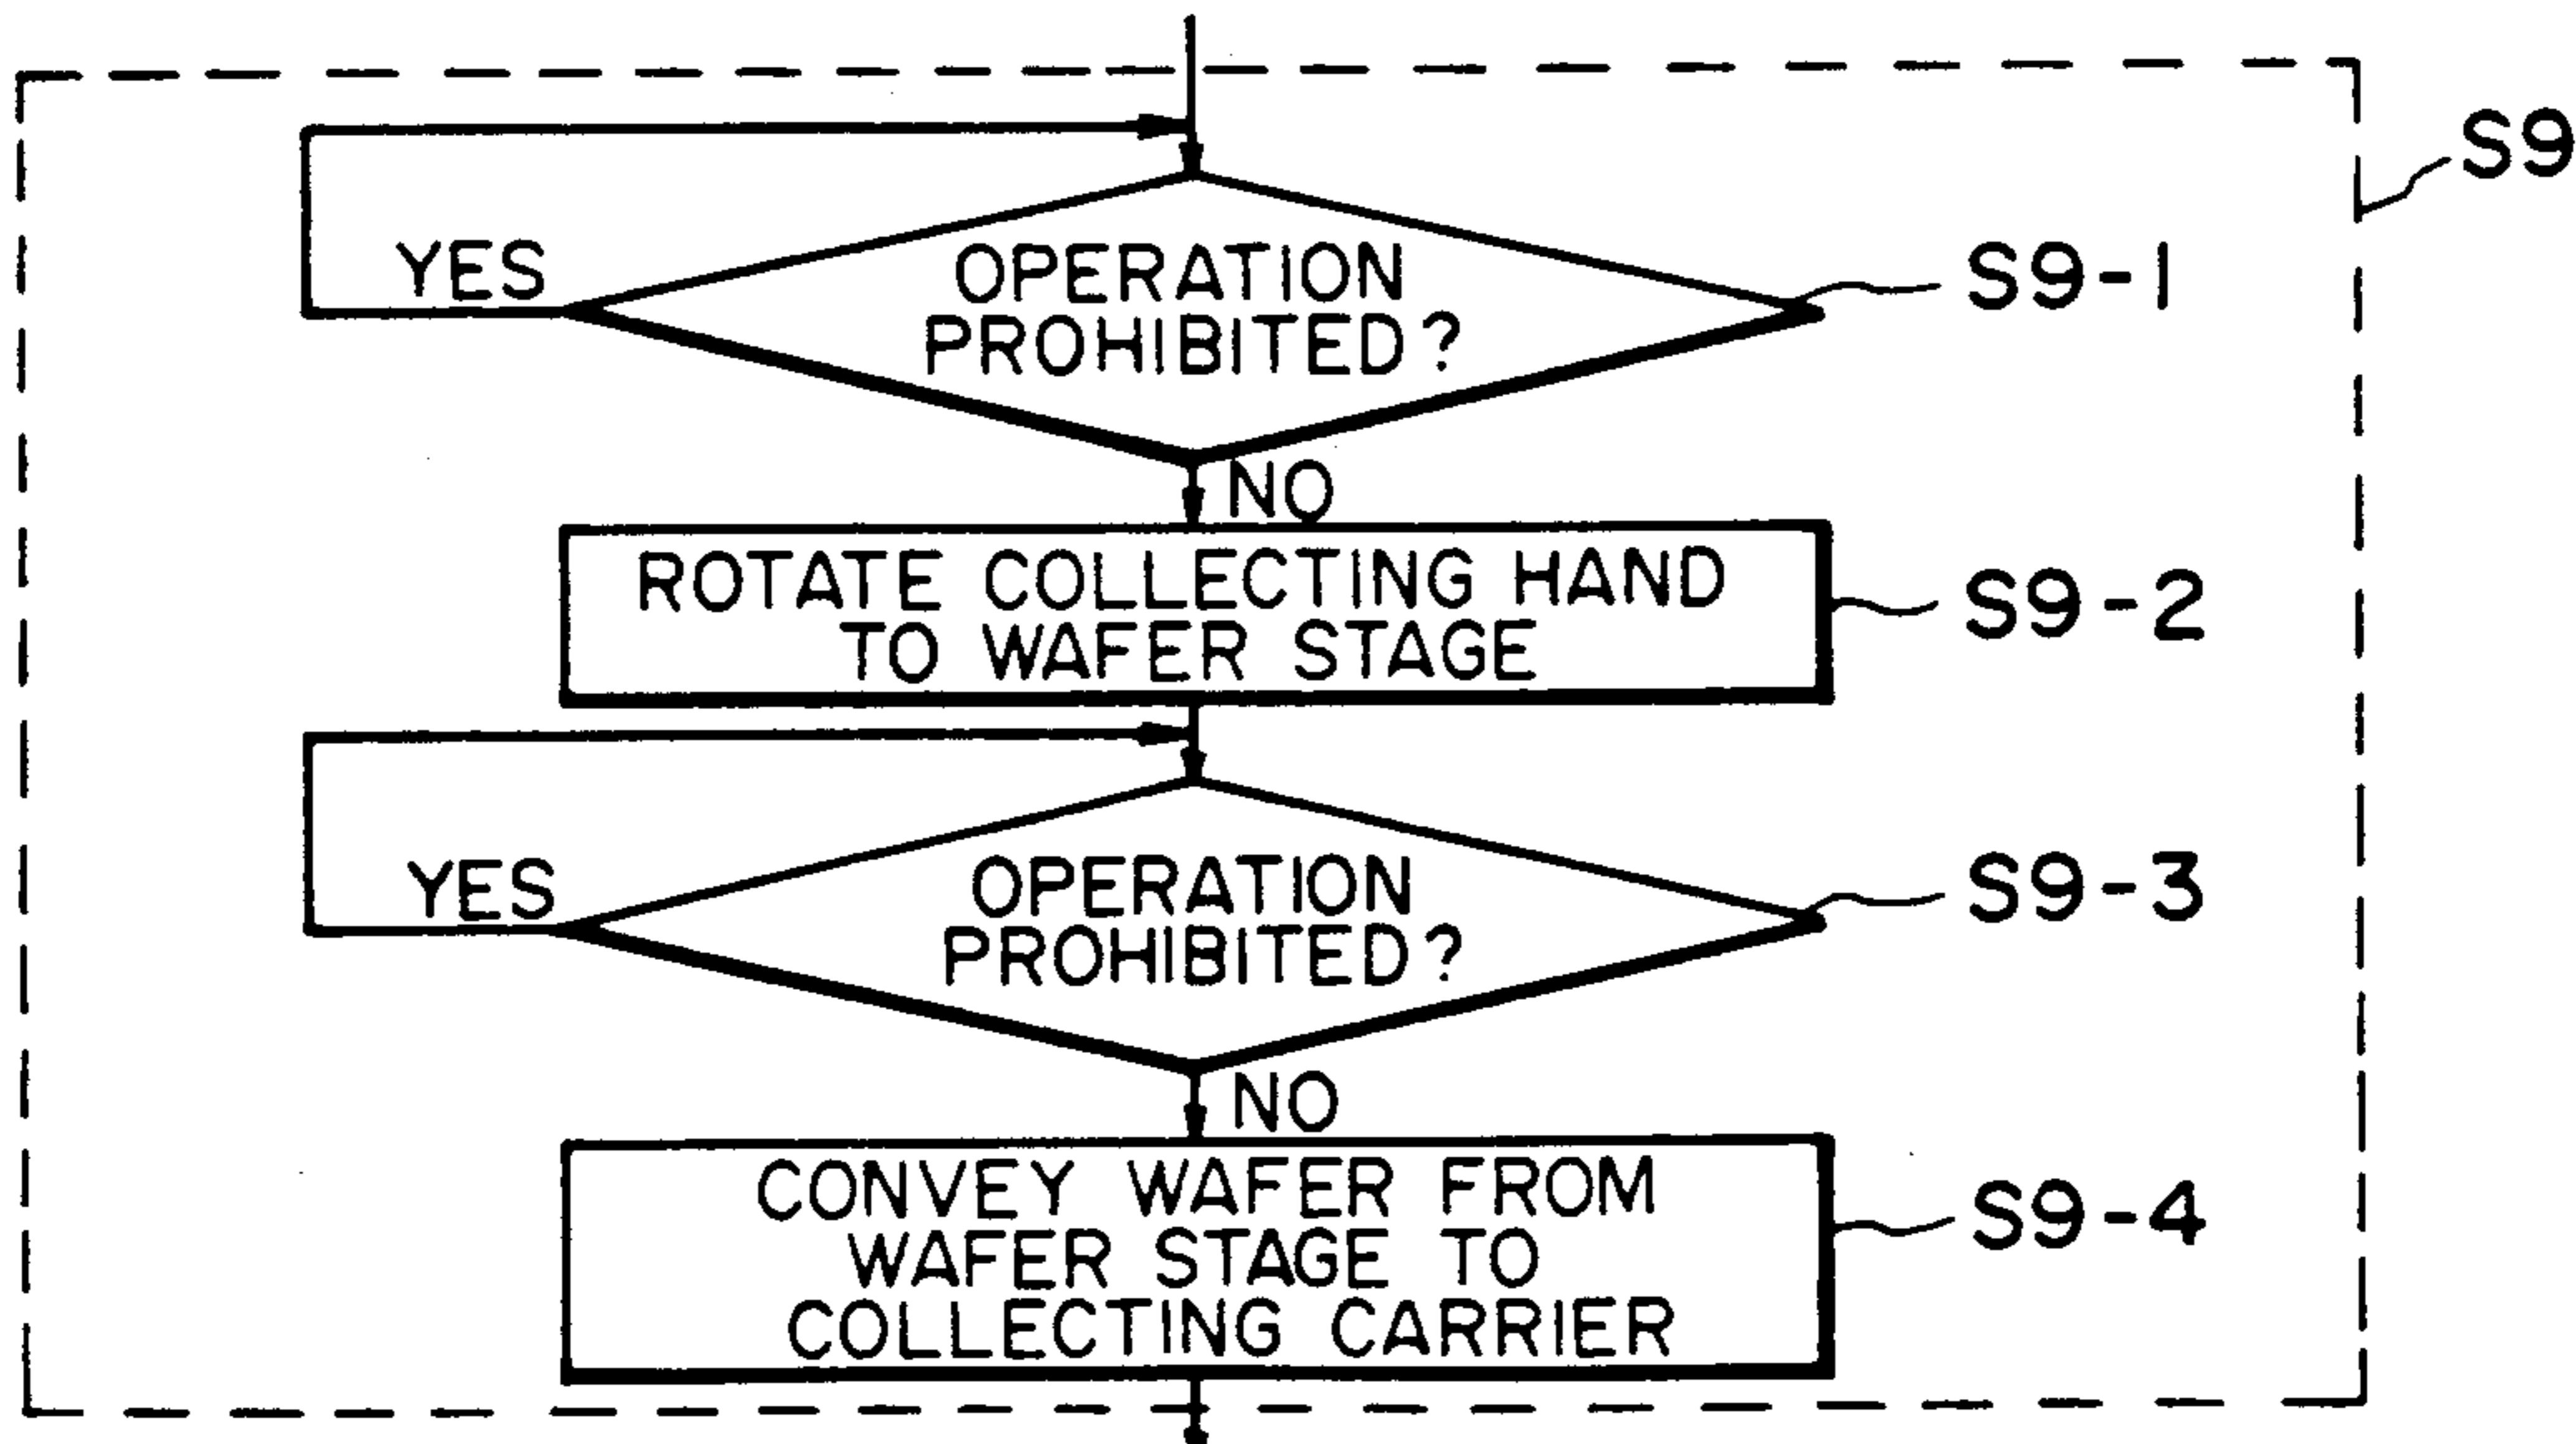 S9
YES
OPERATION
PROHIBITED?
S9-1
NO
ROTATE COLLECTING HAND
TO WAFER STAGE
S9-2
YES
OPERATION
PROHIBITED?
S9-3
NO
CONVEY WAFER FROM
WAFER STAGE TO
COLLECTING CARRIER
S9-4